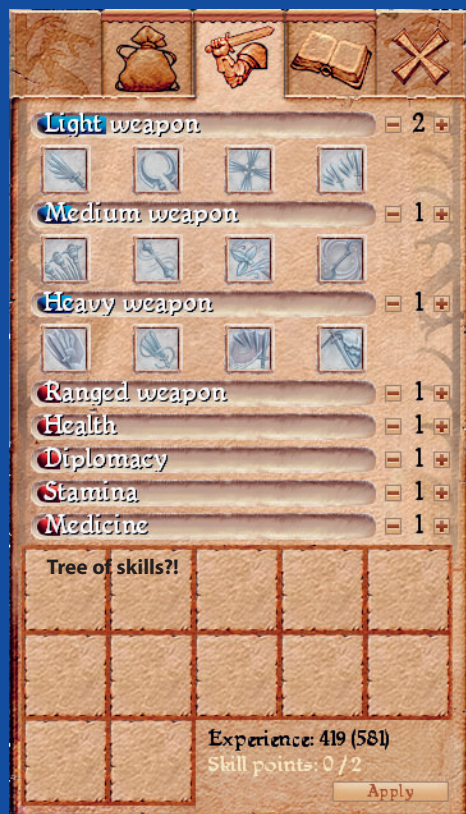 Light weapon 2
Medium weapon 1
Heavy weapon 1
Ranged weapon 1
Health 1
Diplomacy 1
Stamina 1
Medicine 1
Tree of skills?!
Experience: 419 (581)
Skill points: 0 / 2
Apply